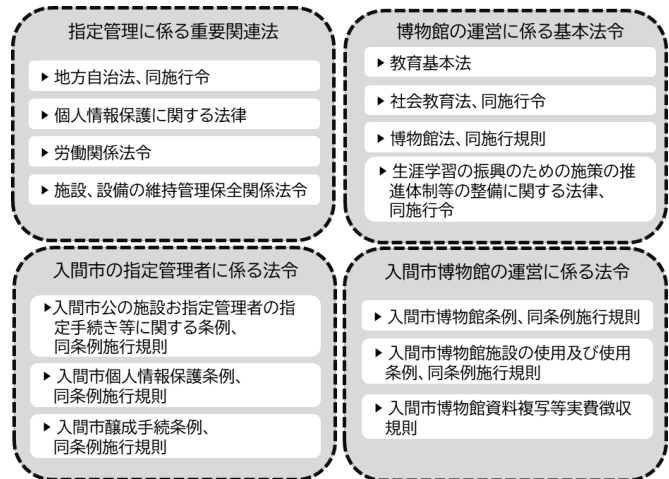 指定管理に係る重要関連法
▶ 地方自治法、同施行令
▶ 個人情報保護に関する法律
▶ 労働関係法令
▶ 施設、設備の維持管理保全関係法令
博物館の運営に係る基本法令
▶ 教育基本法
▶ 社会教育法、同施行令
▶ 博物館法、同施行規則
▶ 生涯学習の振興のための施策の推
進体制等の整備に関する法律、
同施行令
入間市の指定管理者に係る法令
▶入間市公の施設お指定管理者の指
定手続き等に関する条例、
同条例施行規則
▶ 入間市個人情報保護条例、
同条例施行規則
▶ 入間市醸成手続条例、
同条例施行規則
入間市博物館の運営に係る法令
▶ 入間市博物館条例、同条例施行規則
▶ 入間市博物館施設の使用及び使用
条例、同条例施行規則
▶ 入間市博物館資料複写等実費徴収
規則